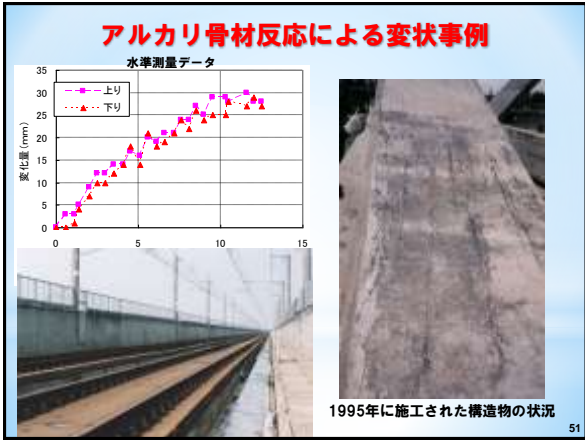 アルカリ骨材反応による変状事例
水準測量データ
変化量(mm)
35
30
25
20
15
10
5
0
上り
下り
0 5 10 15
1995年に施工された構造物の状況
51